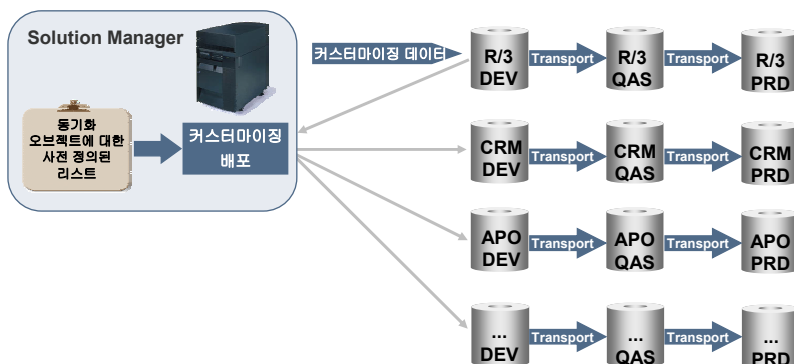 Solution Manager
동기화
오브젝트에 대한
사전 정의된
리스트
커스터마이징
배포
커스터마이징 데이터
R/3
DEV
Transport
R/3
QAS
Transport
R/3
PRD
CRM
DEV
Transport
CRM
QAS
Transport
CRM
PRD
APO
DEV
Transport
APO
QAS
Transport
APO
PRD
...
DEV
Transport
...
QAS
Transport
...
PRD